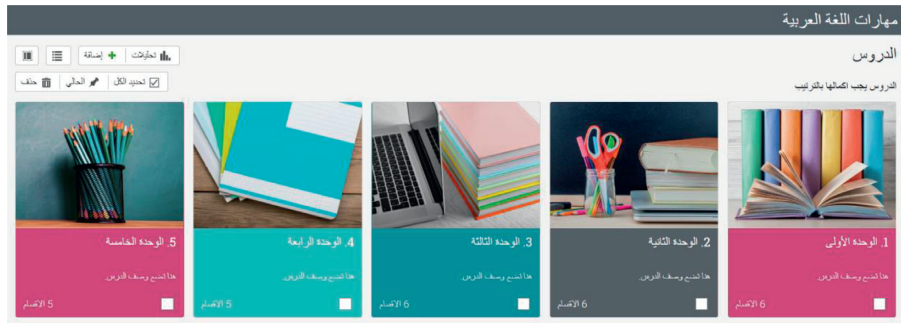 مهارات اللغة العربية
الدروس
تحليلات
إضافة
الدروس يجب اكمالها بالترتيب
تحديد الكل
الحالي
حذف
1. الوحدة الأولى
هنا تضع وصف الدرس.
6 الأقسام
2. الوحدة الثانية
هنا تضع وصف الدرس.
6 الأقسام
3. الوحدة الثالثة
هنا تضع وصف الدرس.
6 الأقسام
4. الوحدة الرابعة
هنا تضع وصف الدرس.
5 الأقسام
5. الوحدة الخامسة
هنا تضع وصف الدرس.
5 الأقسام